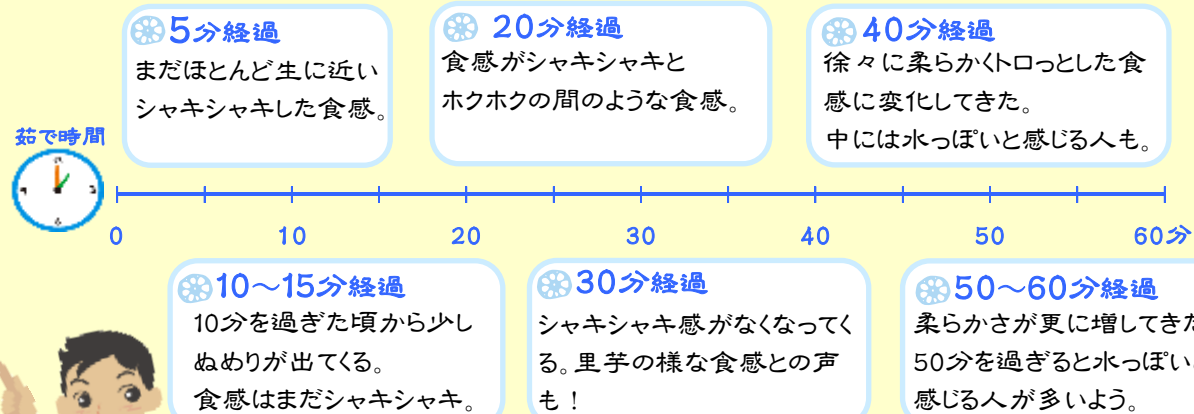 5分経過
まだほとんど生に近い
シャキシャキした食感。
20分経過
食感がシャキシャキと
ホクホクの間のような食感。
40分経過
徐々に柔らかくトロっとした食
感に変化してきた。
中には水っぽいと感じる人も。
茹で時間
0 10 20 30 40 50 60分
10～15分経過
10分を過ぎた頃から少し
ぬめりが出てくる。
食感はまだシャキシャキ。
30分経過
シャキシャキ感がなくなってく
る。里芋の様な食感との声
も！
50～60分経過
柔らかさが更に増してきた
50分を過ぎると水っぽい
感じる人が多いよう。